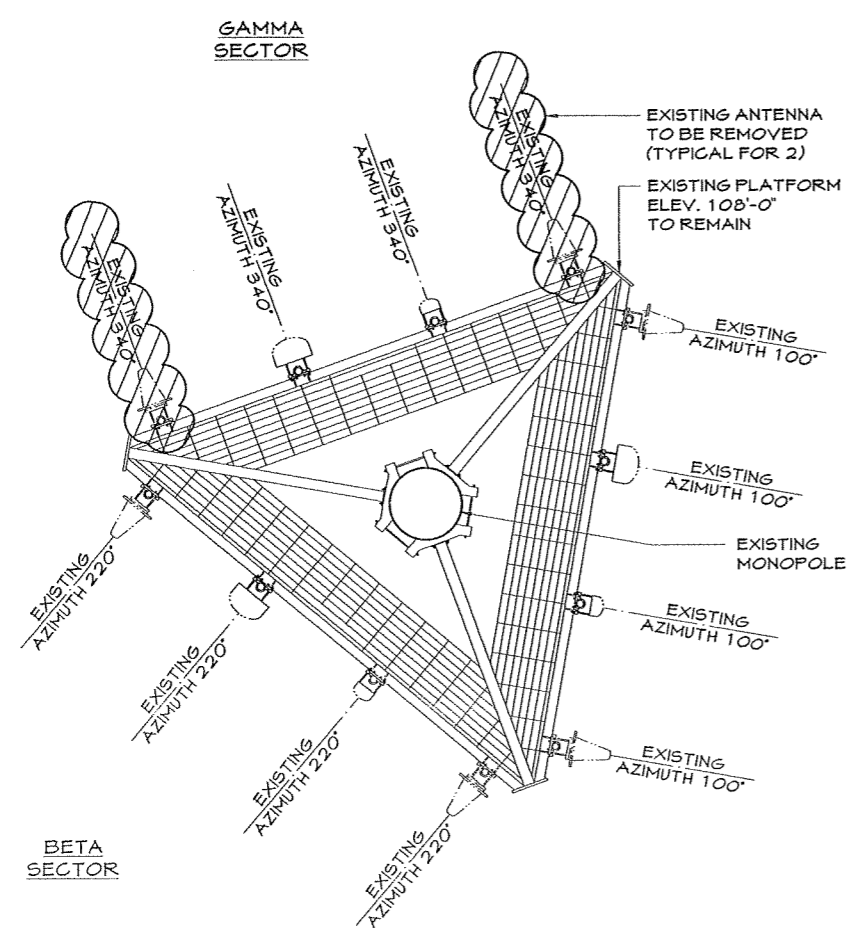 GAMMA
SECTOR
EXISTING ANTENNA
TO BE REMOVED
(TYPICAL FOR 2)
EXISTING PLATFORM
ELEV. 108'-0"
TO REMAIN
EXISTING
AZIMUTH 340°
EXISTING
AZIMUTH 340°
EXISTING
AZIMUTH 340°
EXISTING
AZIMUTH 340°
EXISTING
AZIMUTH 100°
EXISTING
AZIMUTH 100°
EXISTING
MONOPOLE
EXISTING
AZIMUTH 100°
EXISTING
AZIMUTH 100°
EXISTING
AZIMUTH 220°
EXISTING
AZIMUTH 220°
EXISTING
AZIMUTH 220°
EXISTING
AZIMUTH 220°
BETA
SECTOR